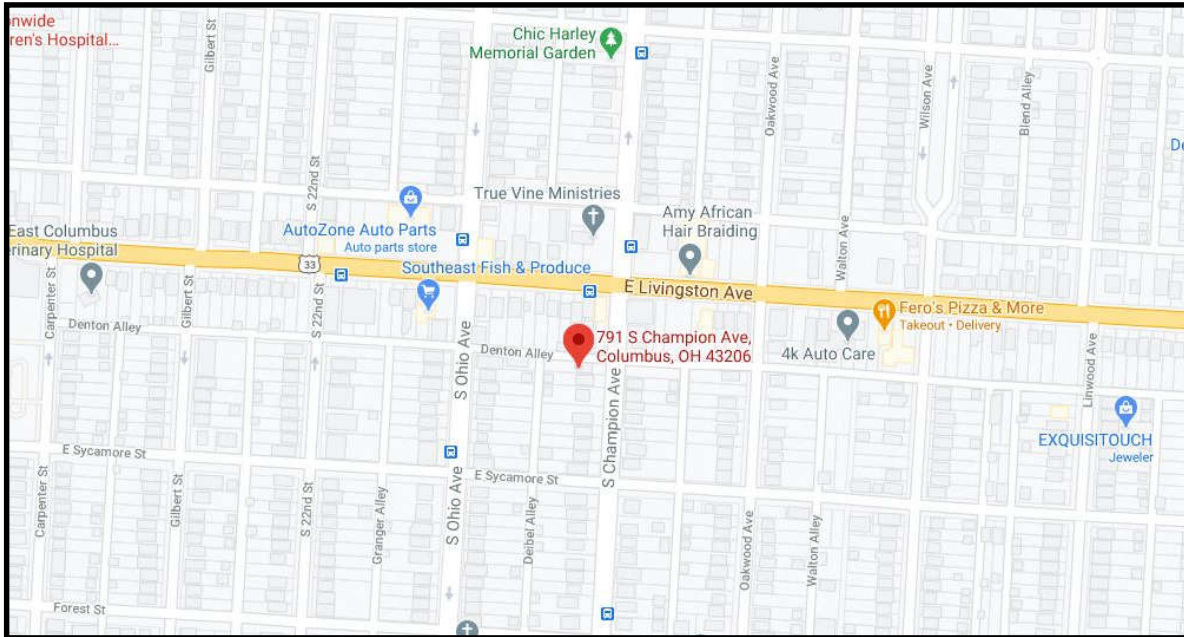 onwide
ren's Hospital...
Gilbert St
Chic Harley
Memorial Garden
Oakwood Ave
Wilson Ave
Blend Alley
De
S 22nd St
True Vine Ministries
Amy African
Hair Braiding
AutoZone Auto Parts
Auto parts store
East Columbus
erinary Hospital
Walton Ave
33
Southeast Fish & Produce
E Livingston Ave
Fero's Pizza & More
Takeout • Delivery
Carpenter St
Gilbert St
S 22nd St
Denton Alley
S Ohio Ave
Denton Alley
791 S Champion Ave,
Columbus, OH 43206
4k Auto Care
Linwood Ave
S Champion Ave
EXQUISITOUCH
Jeweler
E Sycamore St
E Sycamore St
Carpenter St
Gilbert St
S 22nd St
Granger Alley
S Ohio Ave
Deibel Alley
Oakwood Ave
Walton Alley
Forest St